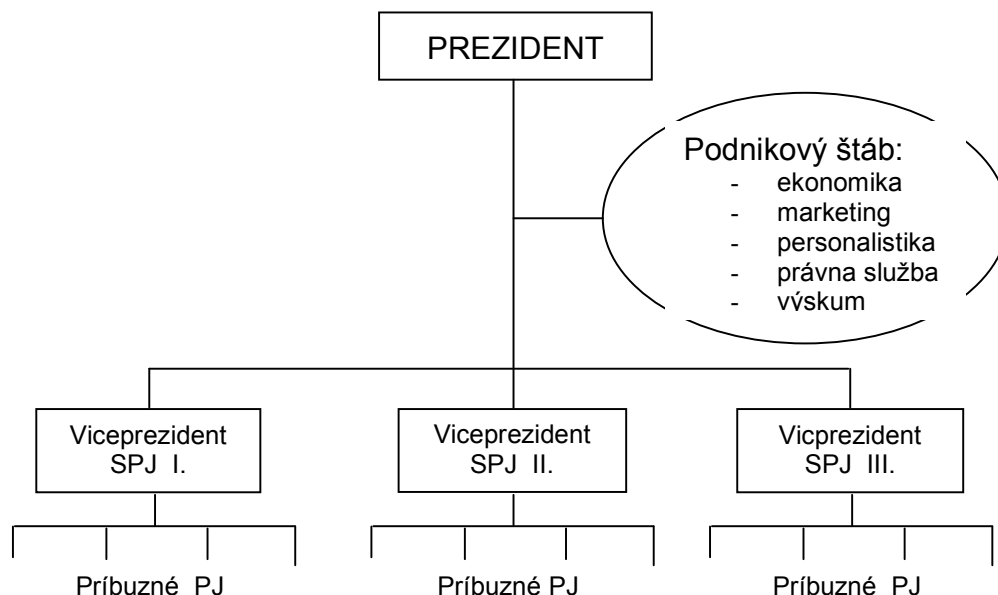 PREZIDENT
Podnikový štáb:
- ekonomika
- marketing
- personalistika
- právna služba
- výskum
Viceprezident
SPJ I.
Viceprezident
SPJ II.
Vicprezident
SPJ III.
Príbuzné PJ
Príbuzné PJ
Príbuzné PJ